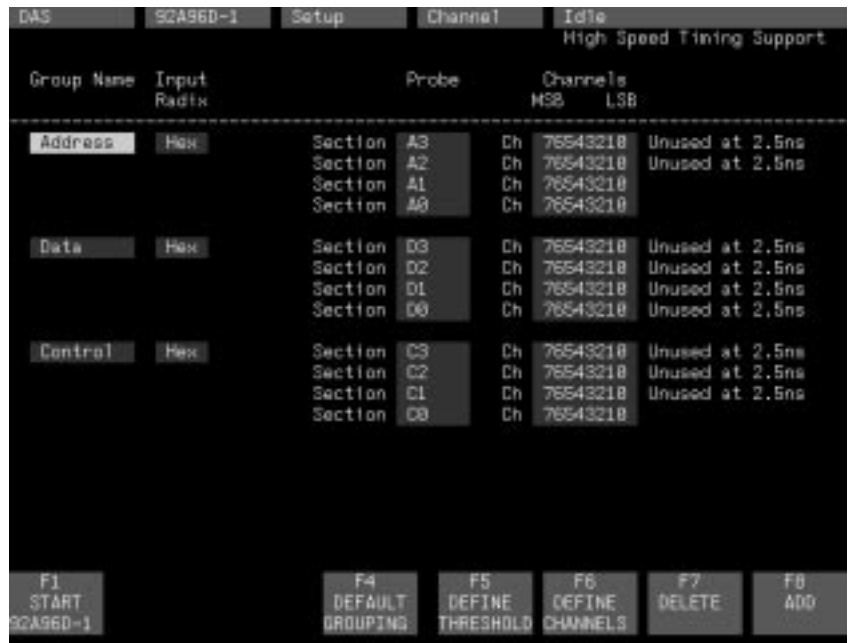 DAS 92A96D-1 Setup Channel Idle
High Speed Timing Support
Group Name Input Probe Channels
Radix MSB LSB
Address Hex Section A3 Ch 76543210 Unused at 2.5ns
Section A2 Ch 76543210 Unused at 2.5ns
Section A1 Ch 76543210
Section A0 Ch 76543210
Data Hex Section D3 Ch 76543210 Unused at 2.5ns
Section D2 Ch 76543210 Unused at 2.5ns
Section D1 Ch 76543210 Unused at 2.5ns
Section D0 Ch 76543210 Unused at 2.5ns
Control Hex Section C3 Ch 76543210 Unused at 2.5ns
Section C2 Ch 76543210 Unused at 2.5ns
Section C1 Ch 76543210 Unused at 2.5ns
Section C0 Ch 76543210
F1 F4 F5 F6 F7 F8
START DEFAULT DEFINE DEFINE DELETE ADD
92A96D-1 GROUPING THRESHOLD CHANNELS